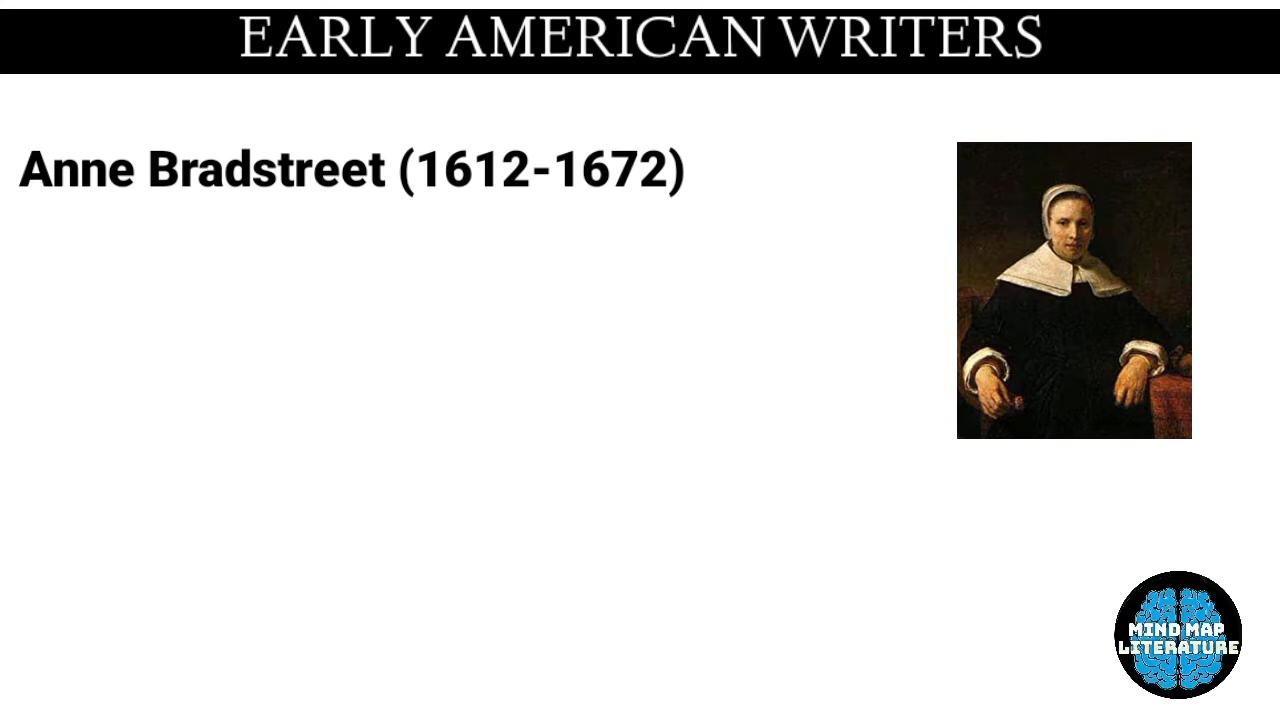 EARLY AMERICAN WRITERS
Anne Bradstreet (1612-1672)
MIND MAP
LITERATURE